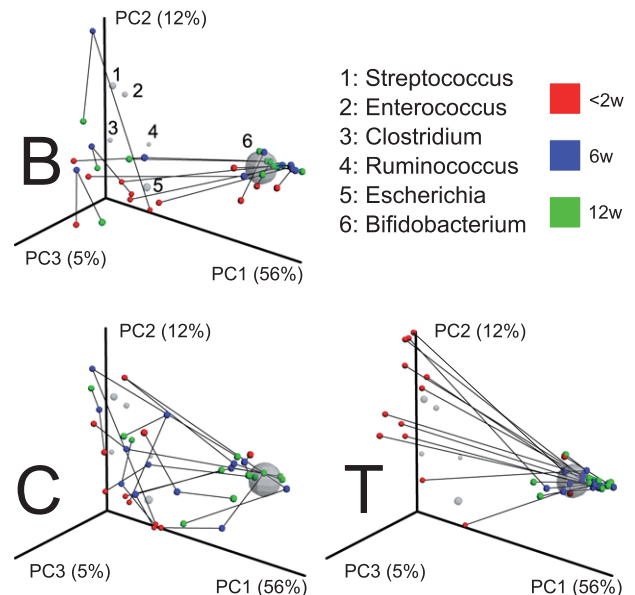 PC2 (12%)
1
2
3
4
5
6
B
PC3 (5%)
PC1 (56%)
1: Streptococcus
2: Enterococcus
3: Clostridium
4: Ruminococcus
5: Escherichia
6: Bifidobacterium
<2w
6w
12w
PC2 (12%)
C
PC3 (5%)
PC1 (56%)
PC2 (12%)
T
PC3 (5%)
PC1 (56%)